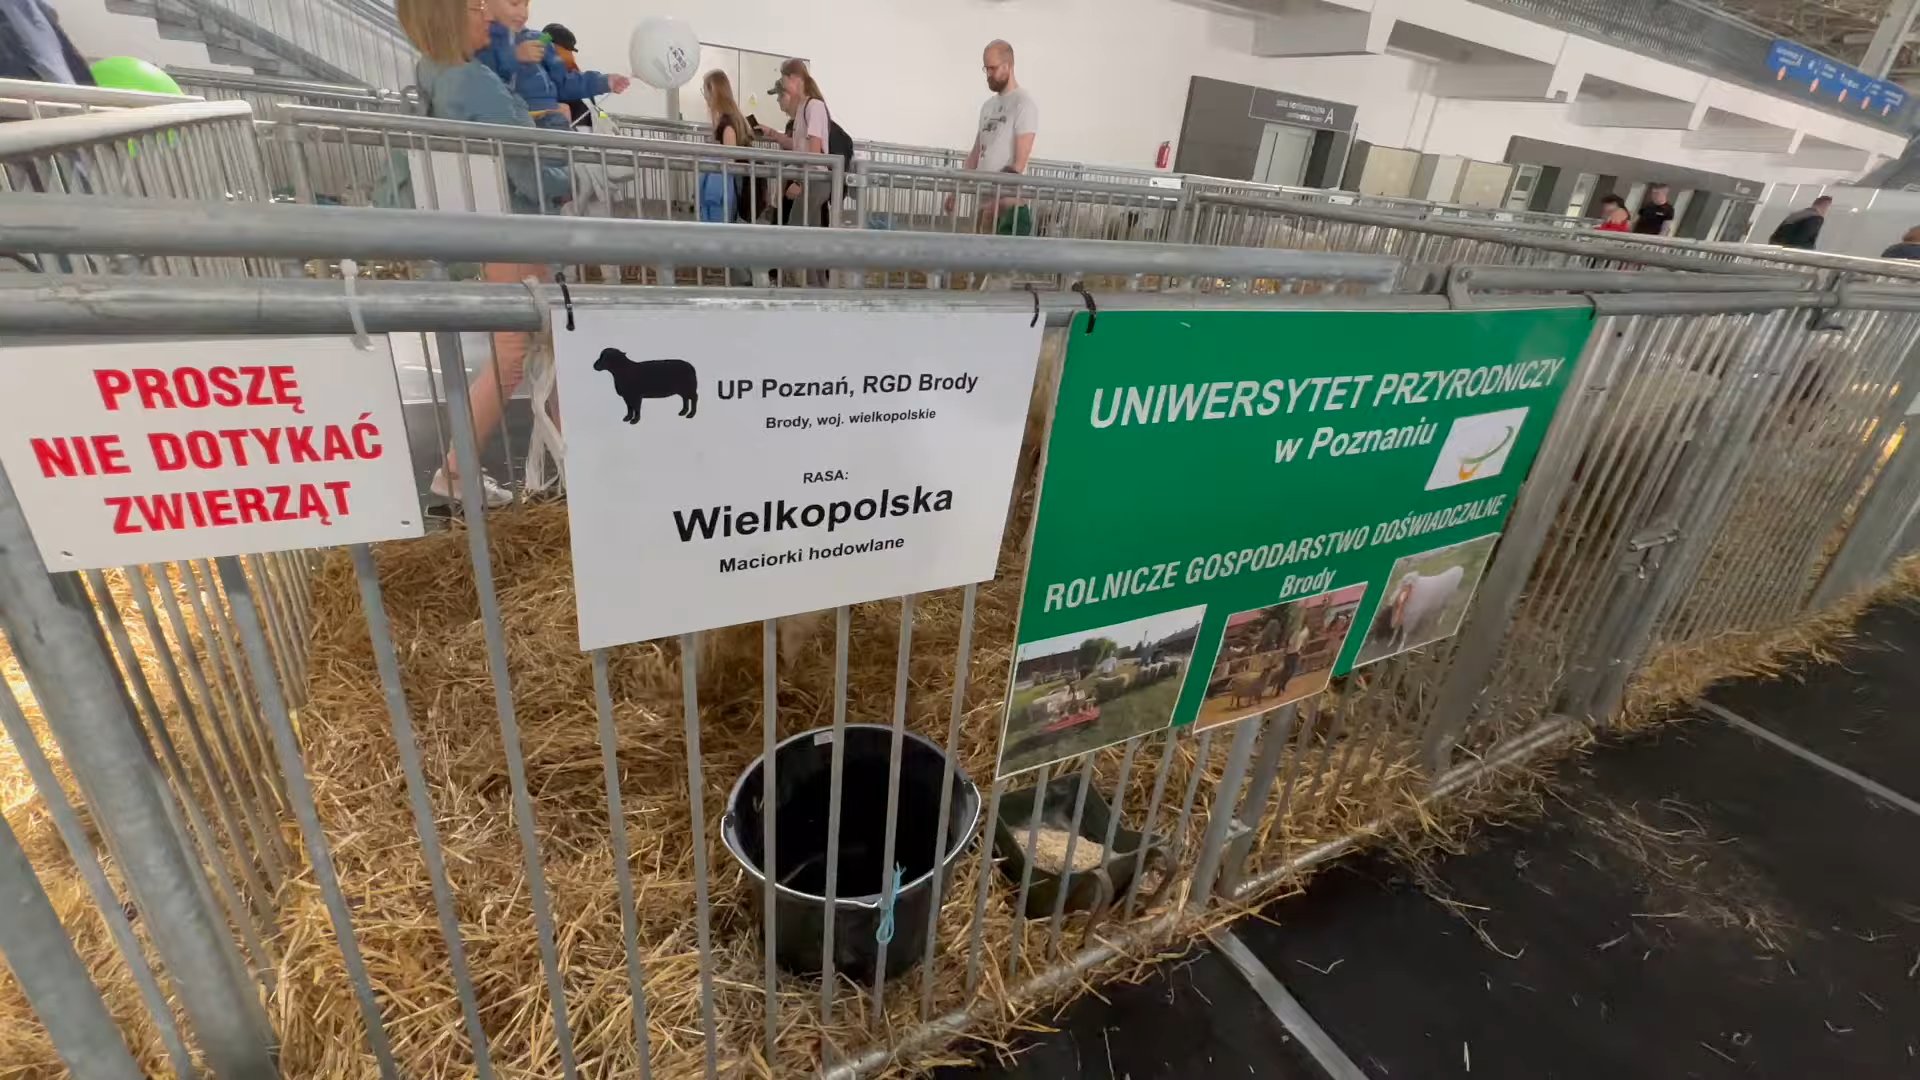 PROSZĘ
NIE DOTYKAĆ
ZWIERZĄT
UP Poznań, RGD Brody
Brody, woj. wielkopolskie
RASA:
Wielkopolska
Maciorki hodowlane
UNIWERSYTET PRZYRODNICZY
w Poznaniu
ROLNICZE GOSPODARSTWO DOŚWIADCZALNE
Brody
A